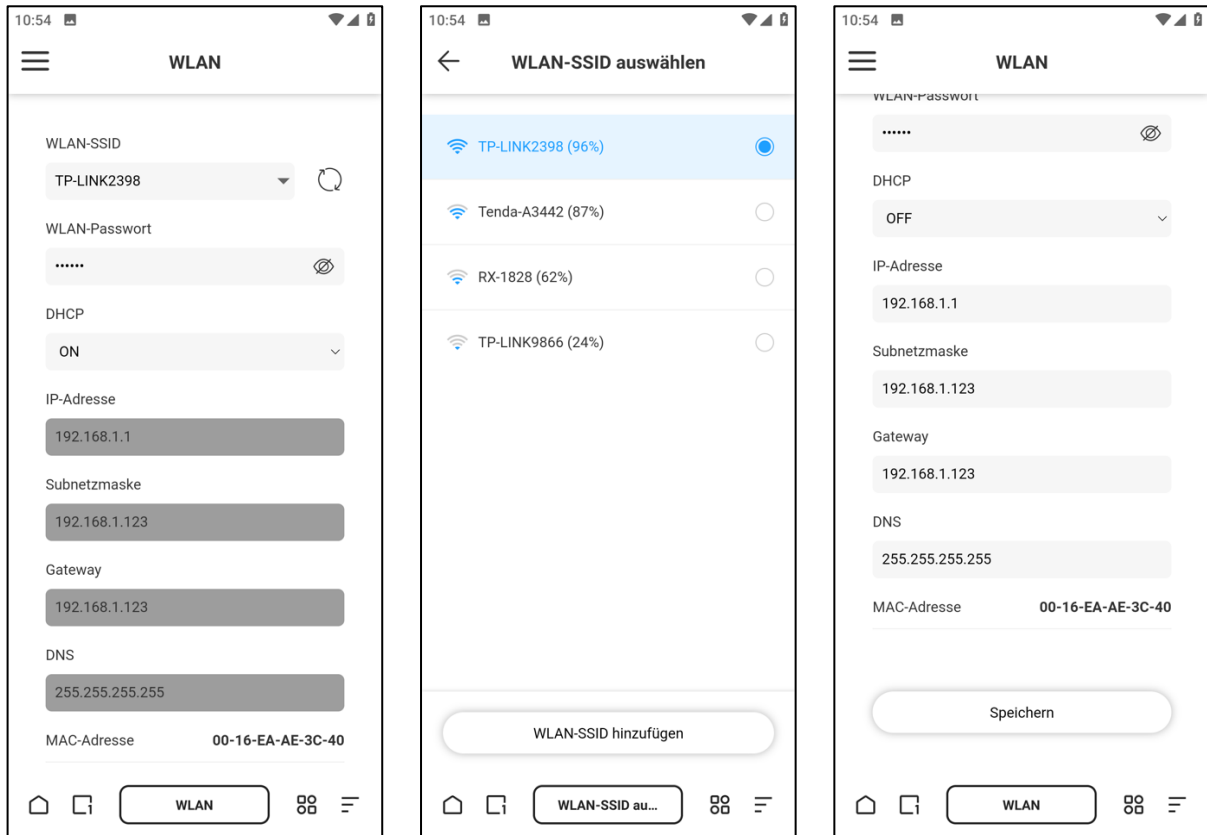 10:54
WLAN
WLAN-SSID
TP-LINK2398
WLAN-Passwort
••••••
DHCP
ON
IP-Adresse
192.168.1.1
Subnetzmaske
192.168.1.123
Gateway
192.168.1.123
DNS
255.255.255.255
MAC-Adresse 00-16-EA-AE-3C-40
1 WLAN
10:54
WLAN-SSID auswählen
TP-LINK2398 (96%)
Tenda-A3442 (87%)
RX-1828 (62%)
TP-LINK9866 (24%)
WLAN-SSID hinzufügen
1 WLAN-SSID au...
10:54
WLAN
WLAN-Passwort
••••••
DHCP
OFF
IP-Adresse
192.168.1.1
Subnetzmaske
192.168.1.123
Gateway
192.168.1.123
DNS
255.255.255.255
MAC-Adresse 00-16-EA-AE-3C-40
Speichern
1 WLAN